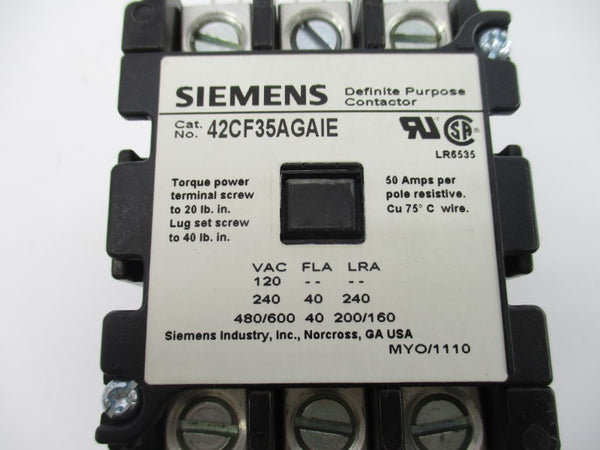 SIEMENS Definite Purpose
Contactor
Cat. No. 42CF35AGAIE
LR6535
Torque power
terminal screw
to 20 lb. in.
Lug set screw
to 40 lb. in.
50 Amps per
pole resistive.
Cu 75° C wire.
VAC FLA LRA
120 -- --
240 40 240
480/600 40 200/160
Siemens Industry, Inc., Norcross, GA USA
MYO/1110